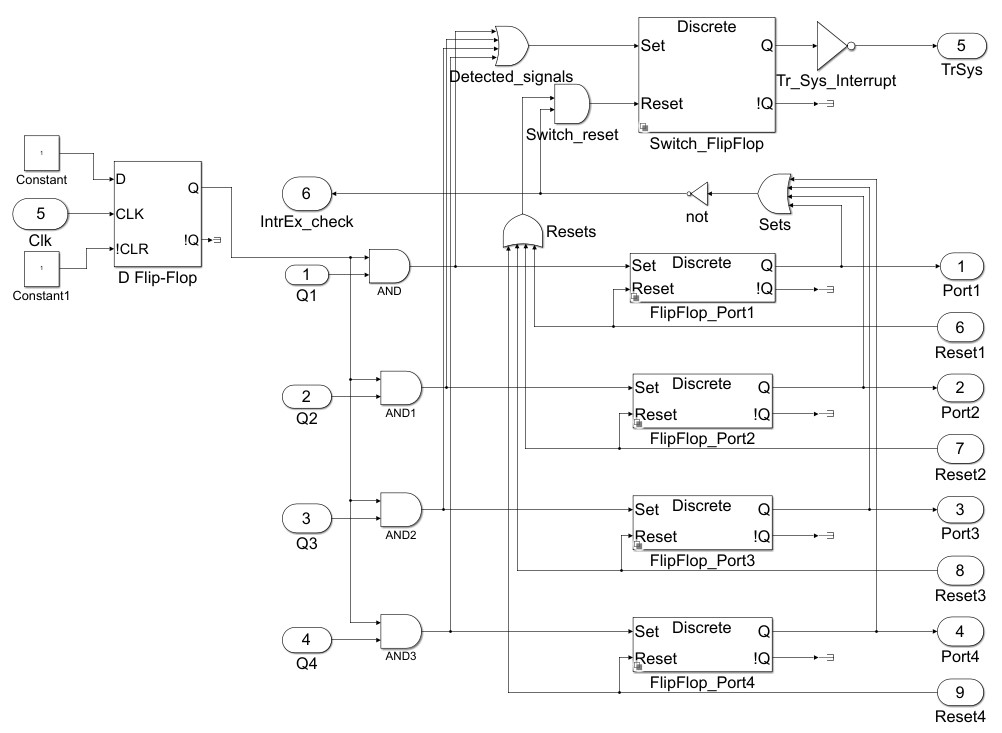 Discrete
Set
Q
Reset
!Q
Switch_FlipFlop
Detected_signals
Switch_reset
Tr_Sys_Interrupt
5
TrSys
1
Constant
5
Clk
1
Constant1
D
Q
CLK
!Q
!CLR
D Flip-Flop
6
IntrEx_check
not
Sets
Resets
1
Q1
AND
Set
Discrete
Q
Reset
!Q
FlipFlop_Port1
1
Port1
6
Reset1
2
Q2
AND1
Set
Discrete
Q
Reset
!Q
FlipFlop_Port2
2
Port2
7
Reset2
3
Q3
AND2
Set
Discrete
Q
Reset
!Q
FlipFlop_Port3
3
Port3
8
Reset3
4
Q4
AND3
Set
Discrete
Q
Reset
!Q
FlipFlop_Port4
4
Port4
9
Reset4